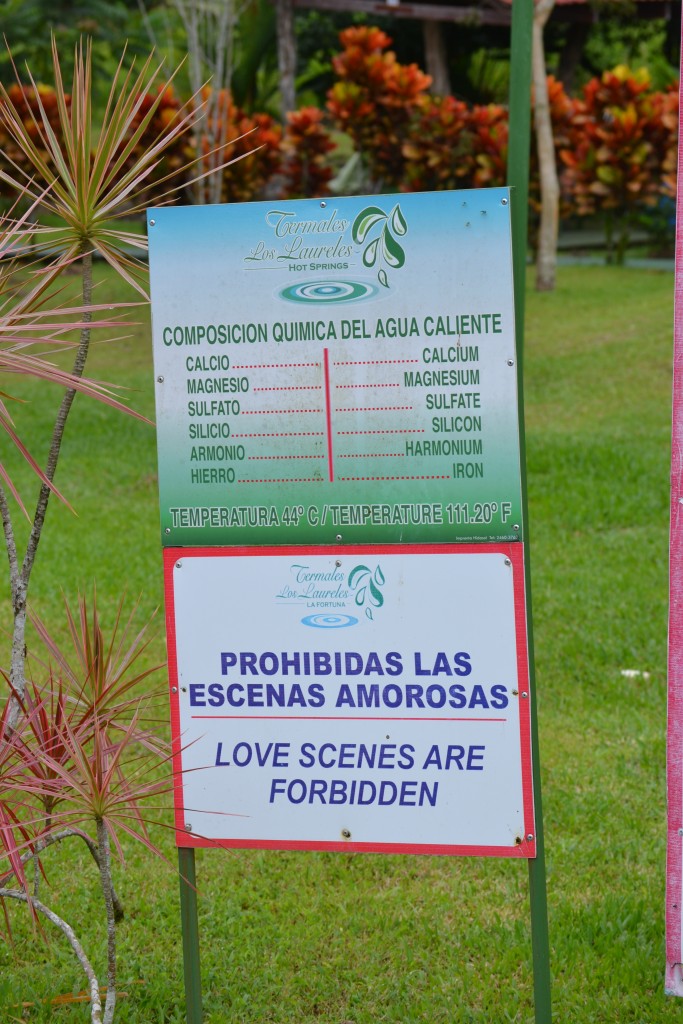 Termales
Los Laureles
HOT SPRINGS
COMPOSICION QUIMICA DEL AGUA CALIENTE
CALCIO CALCIUM
MAGNESIO MAGNESIUM
SULFATO SULFATE
SILICIO SILICON
ARMONIO HARMONIUM
HIERRO IRON
TEMPERATURA 44º C / TEMPERATURE 111.20º F
Termales
Los Laureles
LA FORTUNA
PROHIBIDAS LAS
ESCENAS AMOROSAS
LOVE SCENES ARE
FORBIDDEN